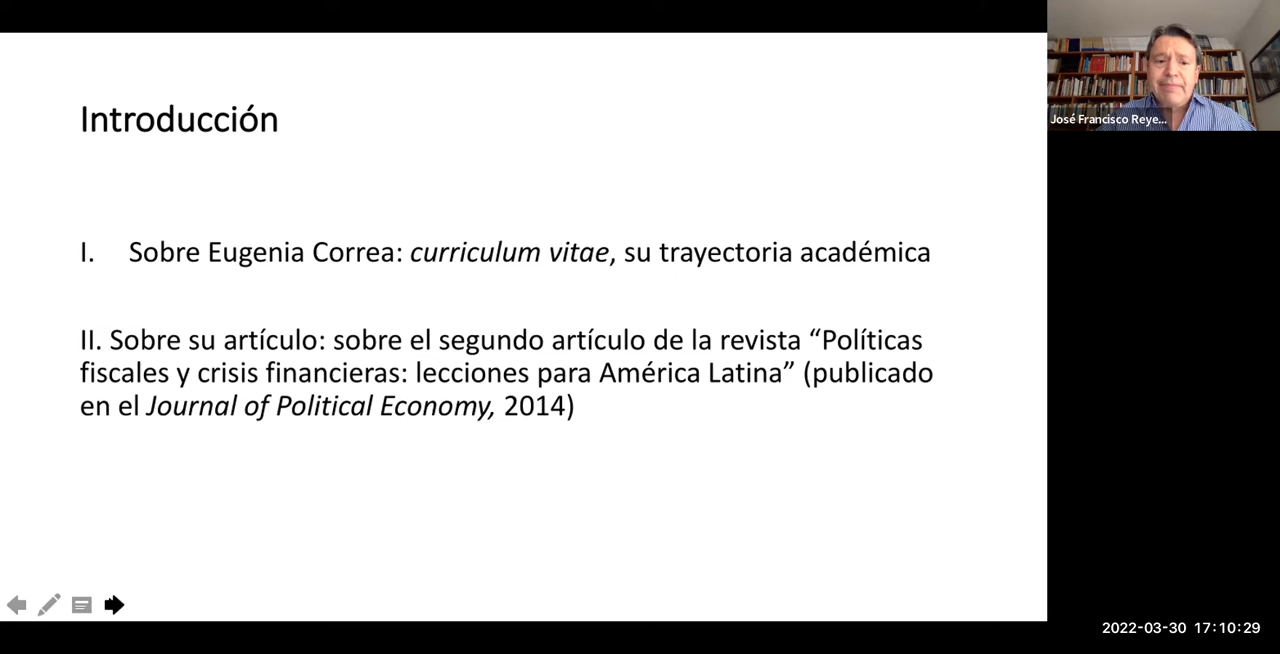 Introducción
I. Sobre Eugenia Correa: curriculum vitae, su trayectoria académica
II. Sobre su artículo: sobre el segundo artículo de la revista “Políticas
fiscales y crisis financieras: lecciones para América Latina” (publicado
en el Journal of Political Economy, 2014)
José Francisco Reye...
2022-03-30 17:10:29